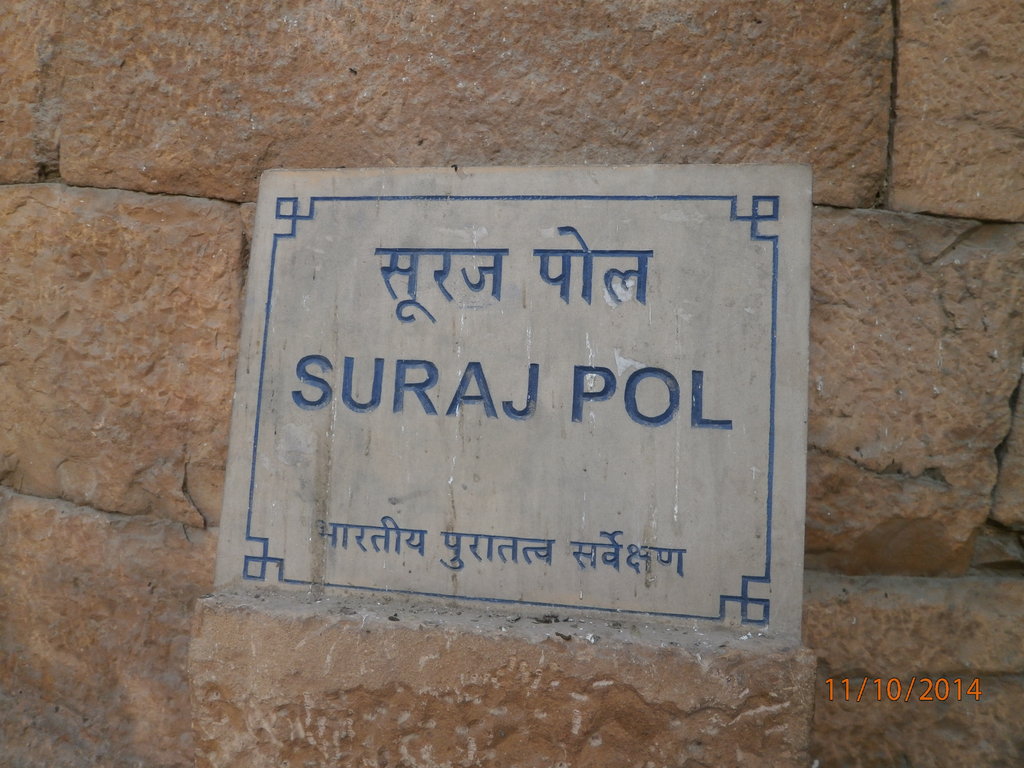 सूरज पोल
SURAJ POL
भारतीय पुरातत्व सर्वेक्षण
11/10/2014